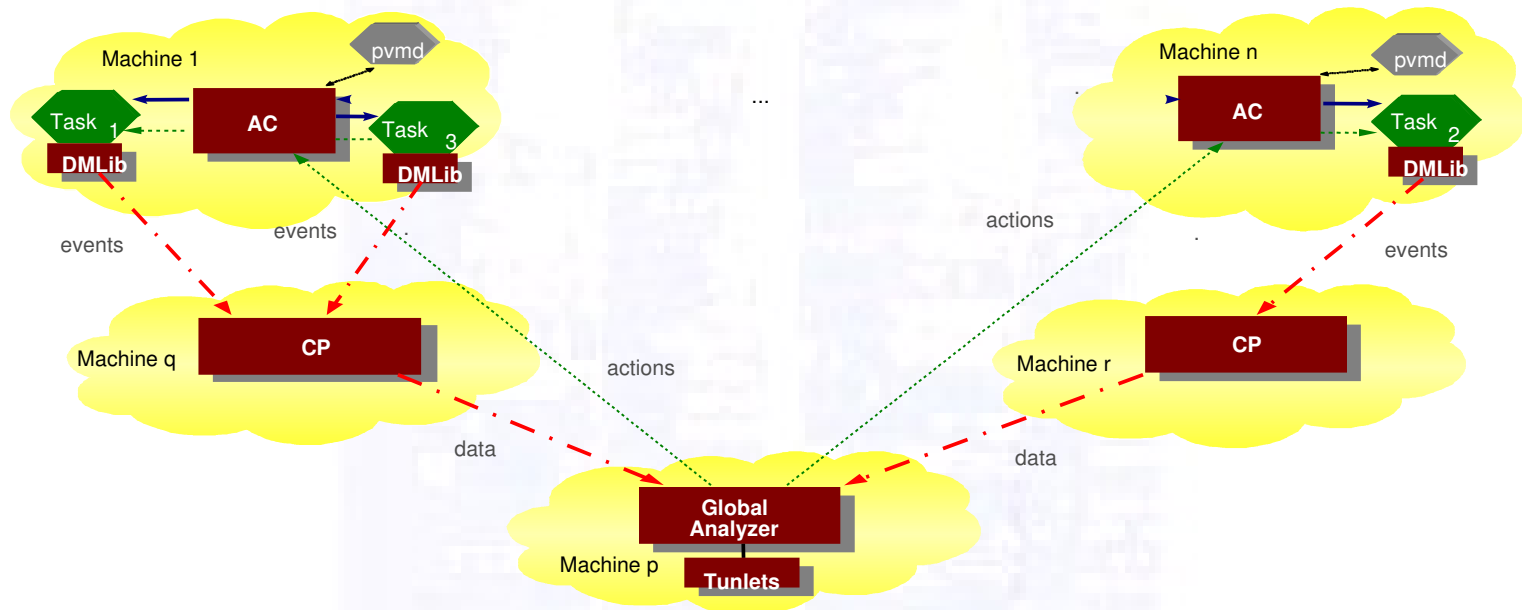 Machine 1
pvmd
AC
Task 1
DMLib
Task 3
DMLib
...
Machine n
pvmd
AC
Task 2
DMLib
events
events
actions
events
Machine q
CP
actions
Machine r
CP
data
data
Global
Analyzer
Machine p
Tunlets